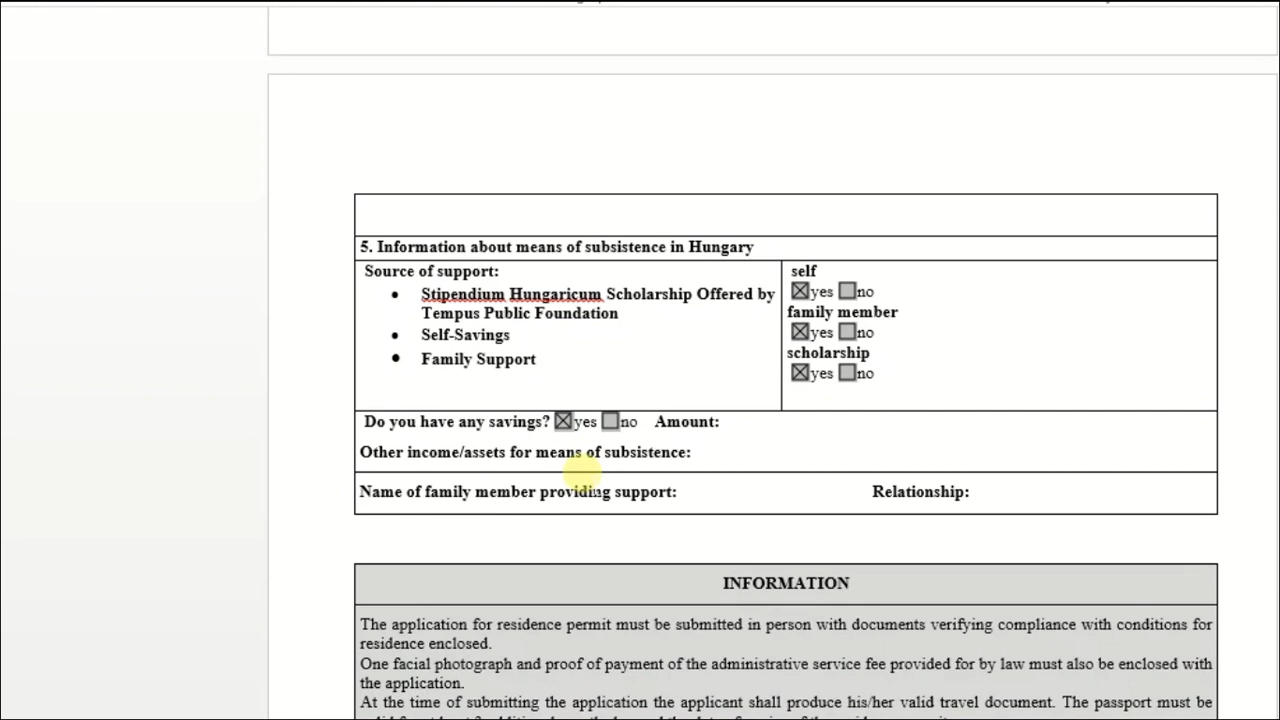 5. Information about means of subsistence in Hungary
Source of support:
• Stipendium Hungaricum Scholarship Offered by
Tempus Public Foundation
• Self-Savings
• Family Support
self
☒yes ☐no
family member
☒yes ☐no
scholarship
☒yes ☐no
Do you have any savings? ☒yes ☐no Amount:
Other income/assets for means of subsistence:
Name of family member providing support: Relationship:
INFORMATION
The application for residence permit must be submitted in person with documents verifying compliance with conditions for
residence enclosed.
One facial photograph and proof of payment of the administrative service fee provided for by law must also be enclosed with
the application.
At the time of submitting the application the applicant shall produce his/her valid travel document. The passport must be